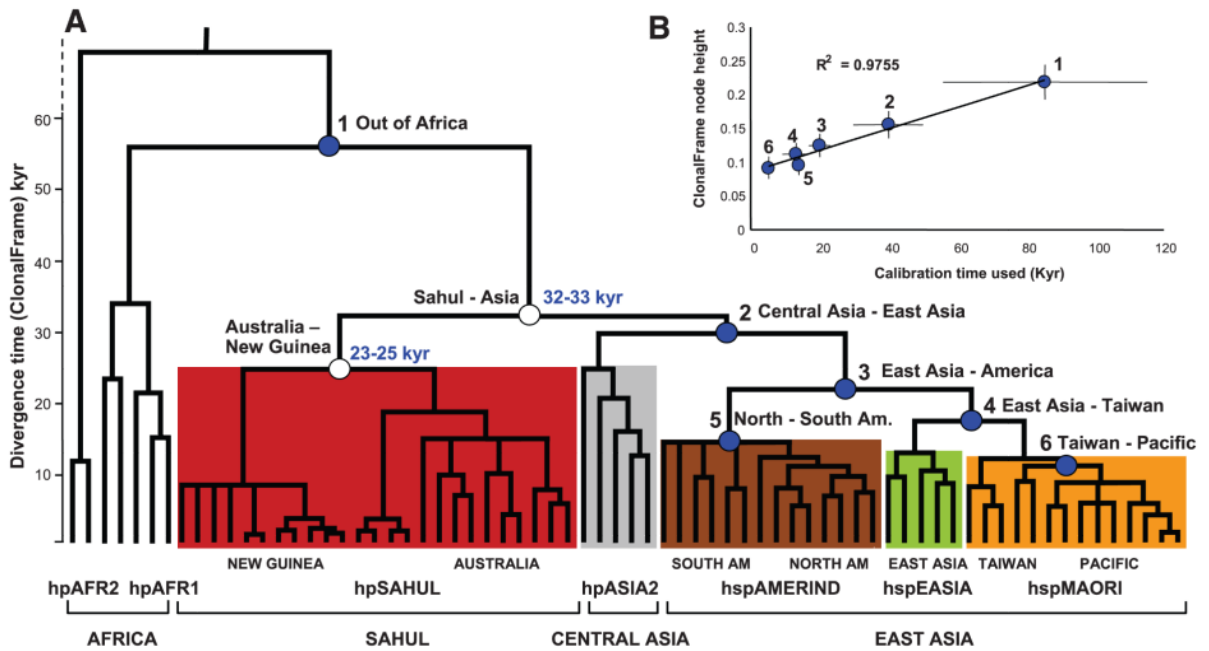 A
Divergence time (ClonalFrame) kyr
60
50
40
30
20
10
1 Out of Africa
Sahul - Asia
32-33 kyr
Australia –
New Guinea
23-25 kyr
2 Central Asia - East Asia
3 East Asia - America
4 East Asia - Taiwan
5 North - South Am.
6 Taiwan - Pacific
NEW GUINEA
AUSTRALIA
SOUTH AM
NORTH AM
EAST ASIA
TAIWAN
PACIFIC
hpAFR2
hpAFR1
hpSAHUL
hpASIA2
hspAMERIND
hspEASIA
hspMAORI
AFRICA
SAHUL
CENTRAL ASIA
EAST ASIA
B
ClonalFrame node height
0.3
0.25
0.2
0.15
0.1
0.05
0
R² = 0.9755
1
2
3
4
5
6
0
20
40
60
80
100
120
Calibration time used (Kyr)